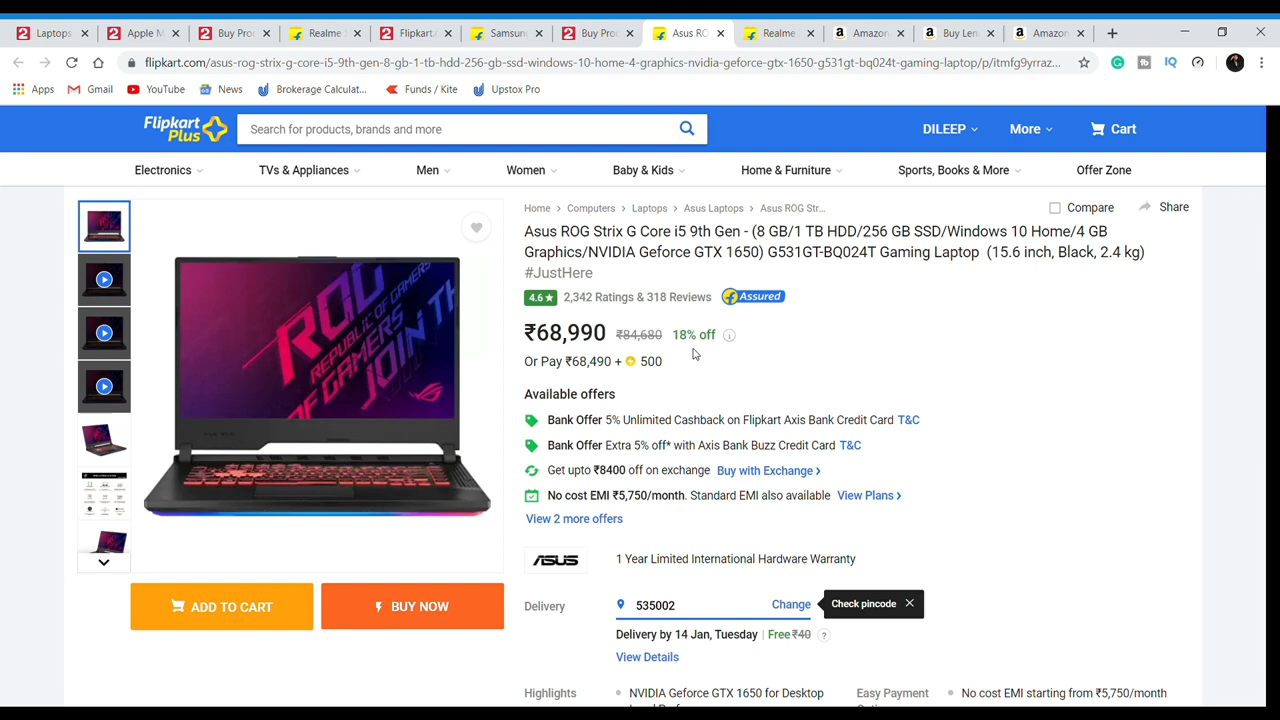 Laptops
Apple M
Buy Pro
Realme
Flipkart.
Samsun
Buy Pro
Asus RO
Realme
Amazon
Buy Len
Amazon
flipkart.com/asus-rog-strix-g-core-i5-9th-gen-8-gb-1-tb-hdd-256-gb-ssd-windows-10-home-4-graphics-nvidia-geforce-gtx-1650-g531gt-bq024t-gaming-laptop/p/itmfg9yrraz...
Apps
Gmail
YouTube
News
Brokerage Calculat...
Funds / Kite
Upstox Pro
Flipkart
Plus
Search for products, brands and more
DILEEP
More
Cart
Electronics
TVs & Appliances
Men
Women
Baby & Kids
Home & Furniture
Sports, Books & More
Offer Zone
Home > Computers > Laptops > Asus Laptops > Asus ROG Stri...
Compare
Share
Asus ROG Strix G Core i5 9th Gen - (8 GB/1 TB HDD/256 GB SSD/Windows 10 Home/4 GB
Graphics/NVIDIA Geforce GTX 1650) G531GT-BQ024T Gaming Laptop (15.6 inch, Black, 2.4 kg)
#JustHere
4.6★ 2,342 Ratings & 318 Reviews Assured
₹68,990 ₹84,680 18% off
Or Pay ₹68,490 + 500
Available offers
Bank Offer 5% Unlimited Cashback on Flipkart Axis Bank Credit Card T&C
Bank Offer Extra 5% off* with Axis Bank Buzz Credit Card T&C
Get upto ₹8400 off on exchange Buy with Exchange >
No cost EMI ₹5,750/month. Standard EMI also available View Plans >
View 2 more offers
ROG
REPUBLIC OF GAMERS
JOIN THE
ASUS
1 Year Limited International Hardware Warranty
ADD TO CART
BUY NOW
Delivery
535002
Change
Check pincode
Delivery by 14 Jan, Tuesday | Free ₹40 ?
View Details
Highlights
NVIDIA Geforce GTX 1650 for Desktop
Easy Payment
No cost EMI starting from ₹5,750/month